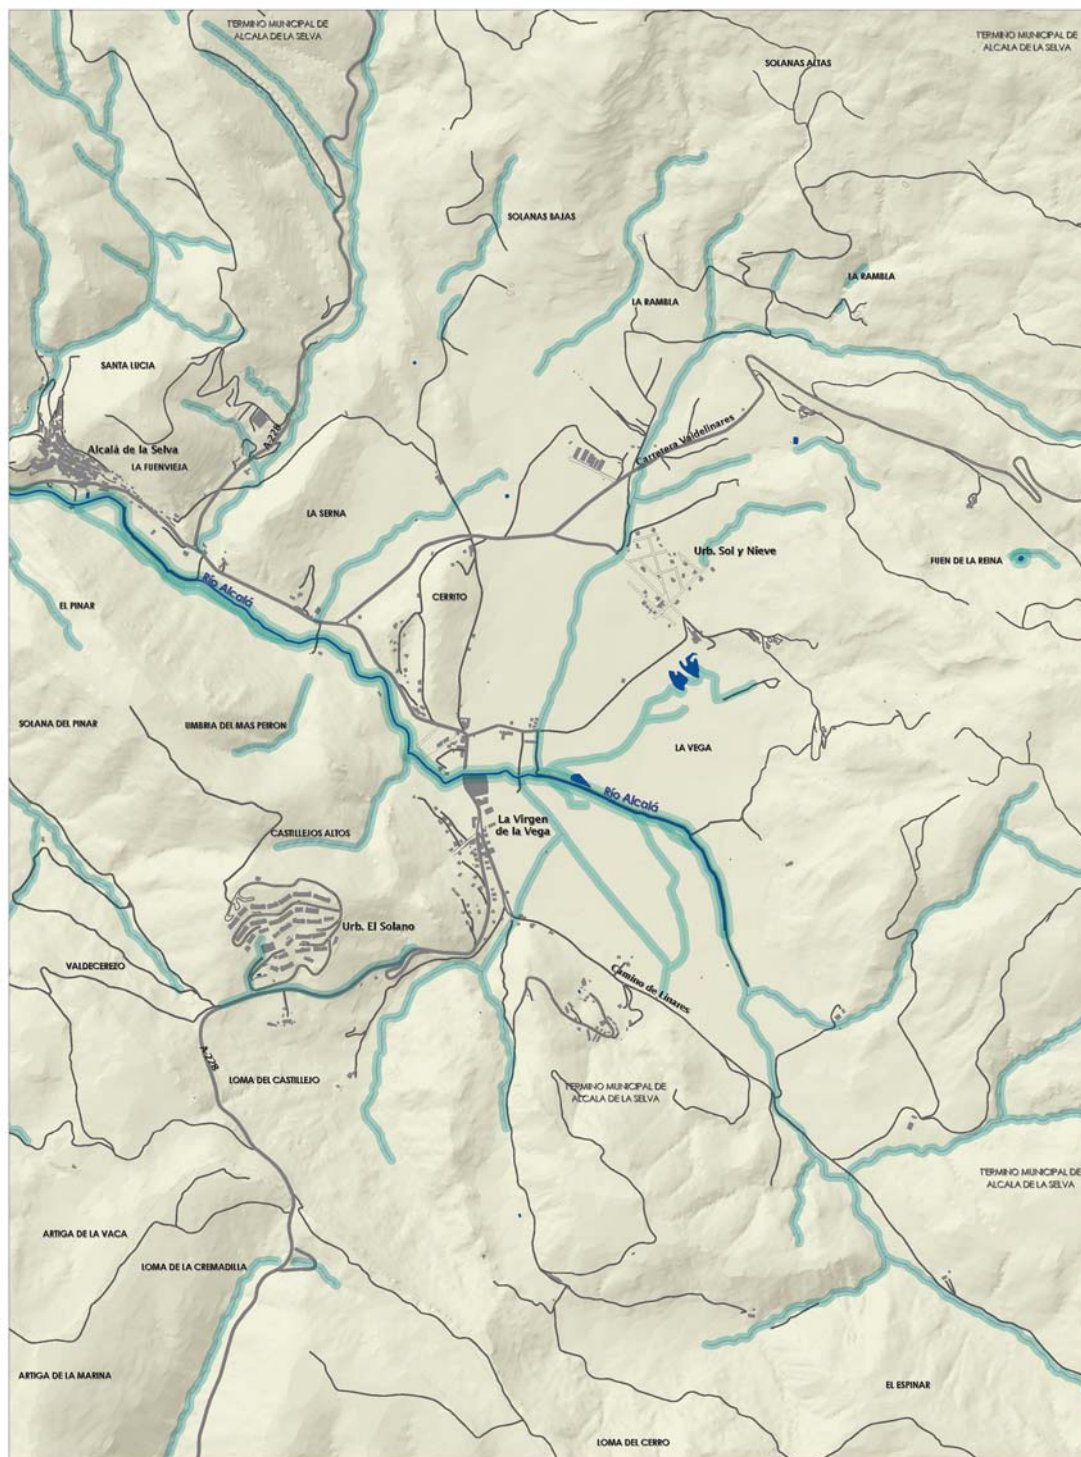 TERMINO MUNICIPAL DE
ALCALA DE LA SELVA
TERMINO MUNICIPAL DE
ALCALA DE LA SELVA
SOLANAS ALTAS
SOLANAS BAJAS
LA RAMBLA
LA RAMBLA
SANTA LUCIA
A-228
Carretera Valdelinares
Alcalà de la Selva
LA FUENVIEJA
LA SERNA
Urb. Sol y Nieve
FUEN DE LA REINA
Río Alcalá
CERRITO
EL PINAR
SOLANA DEL PINAR
UMBRIA DEL MAS PEIRON
LA VEGA
Río Alcalá
La Virgen
de la Vega
CASTILLEJOS ALTOS
Urb. El Solano
VALDECEREZO
Camino de Linares
A-228
LOMA DEL CASTILLEJO
TERMINO MUNICIPAL DE
ALCALA DE LA SELVA
TERMINO MUNICIPAL DE
ALCALA DE LA SELVA
ARTIGA DE LA VACA
LOMA DE LA CREMADILLA
ARTIGA DE LA MARINA
EL ESPINAR
LOMA DEL CERRO